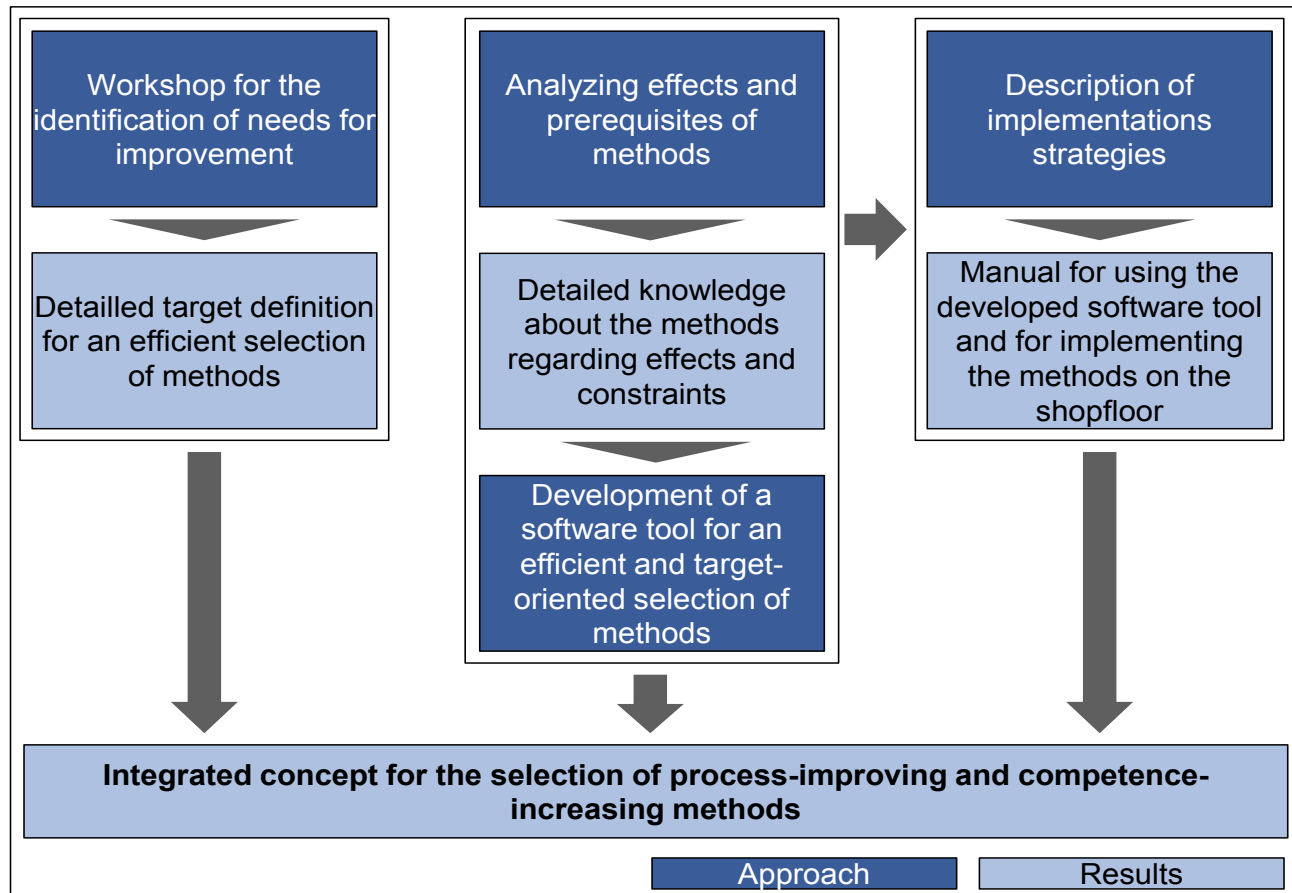 Workshop for the
identification of needs for
improvement
Detailled target definition
for an efficient selection
of methods
Analyzing effects and
prerequisites of
methods
Detailed knowledge
about the methods
regarding effects and
constraints
Development of a
software tool for an
efficient and target-
oriented selection of
methods
Description of
implementations
strategies
Manual for using the
developed software tool
and for implementing
the methods on the
shopfloor
Integrated concept for the selection of process-improving and competence-
increasing methods
Approach
Results